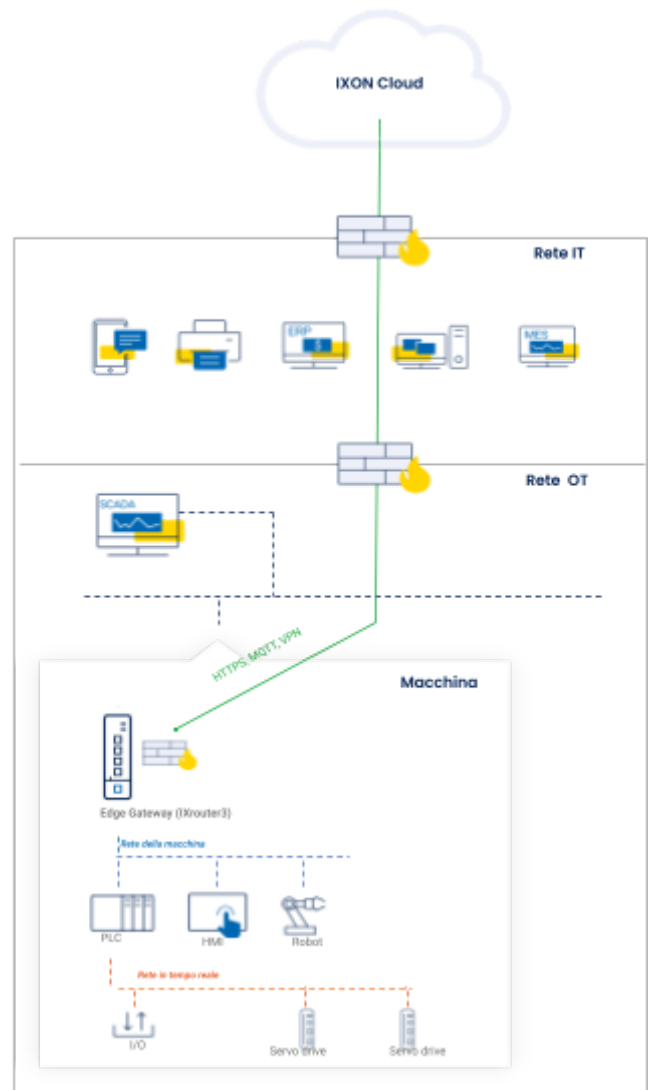 IXON Cloud
Rete IT
ERP
MES
Rete OT
SCADA
HTTPS, MQTT, VPN
Macchina
Edge Gateway (IXrouter3)
Rete della macchina
PLC
HMI
Robot
Rete in tempo reale
I/O
Servo drive
Servo drive